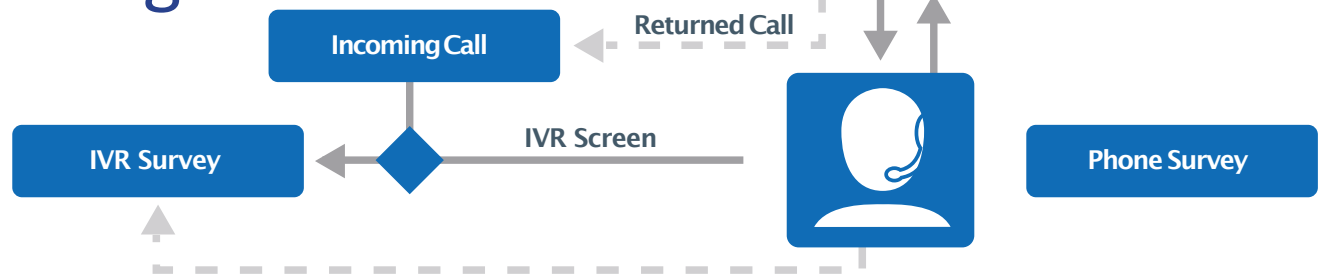 Returned Call
Incoming Call
IVR Screen
IVR Survey
Phone Survey